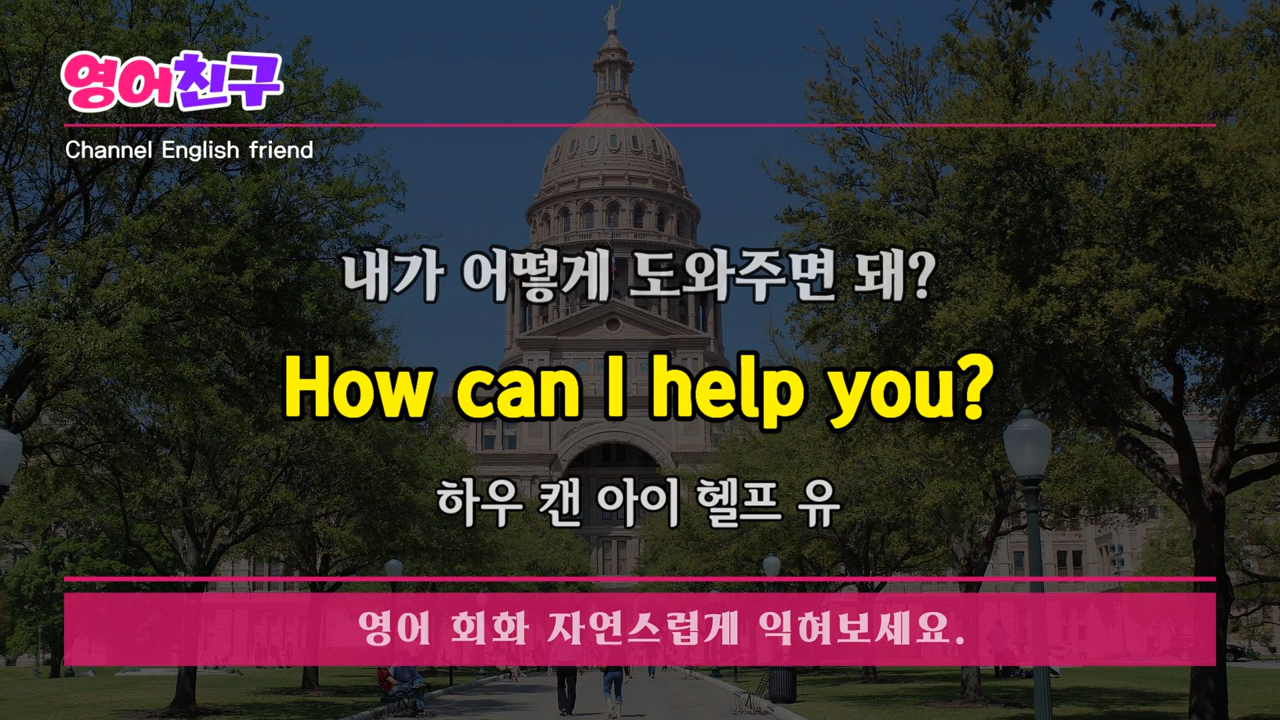 영어친구
Channel English friend
내가 어떻게 도와주면 돼?
How can I help you?
하우 캔 아이 헬프 유
영어 회화 자연스럽게 익혀보세요.